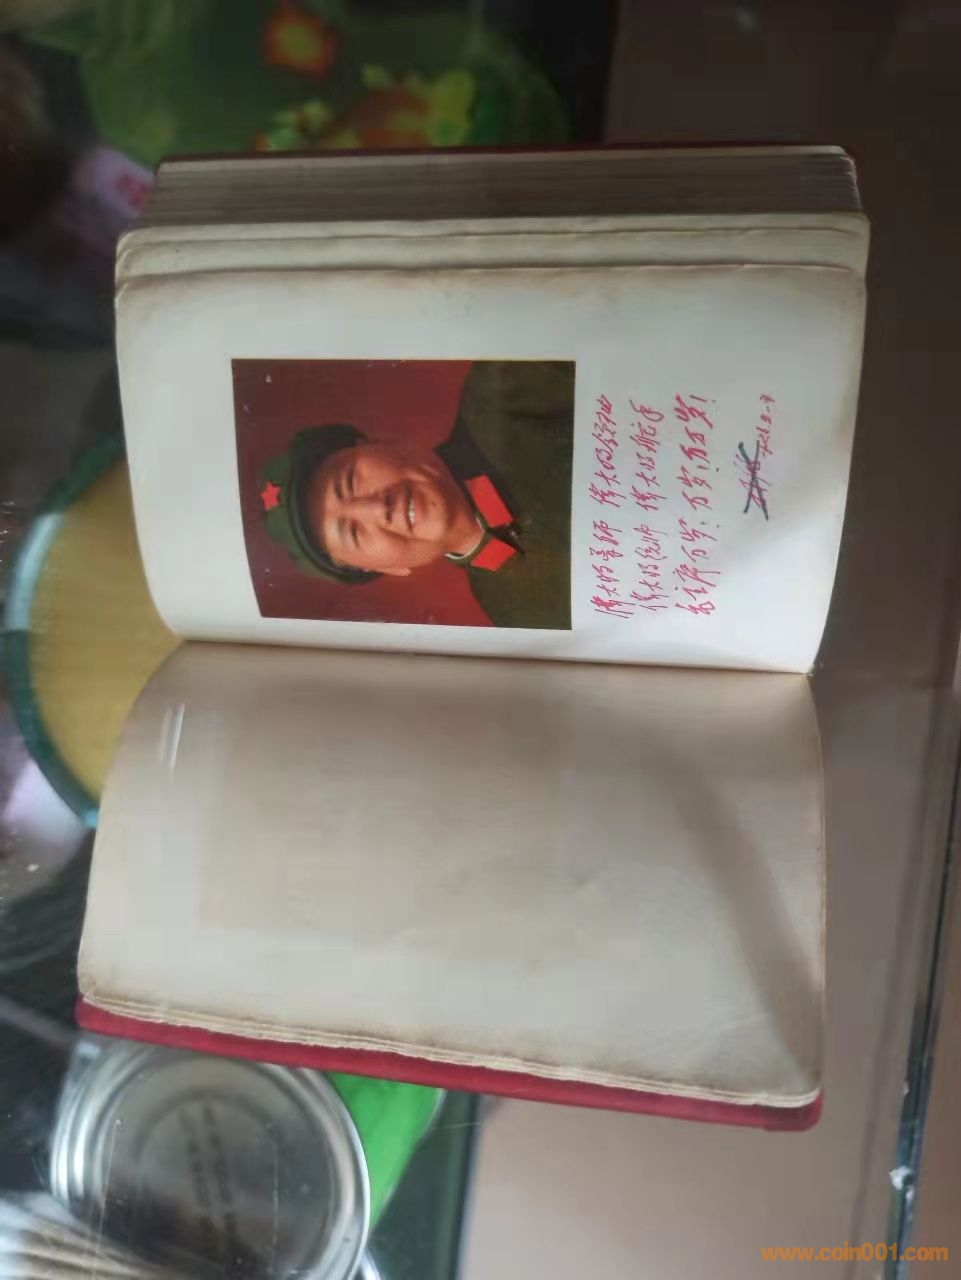 伟大的导师 伟大的领袖
伟大的统帅 伟大的舵手
毛主席万岁！万岁！万万岁！
www.coin001.com